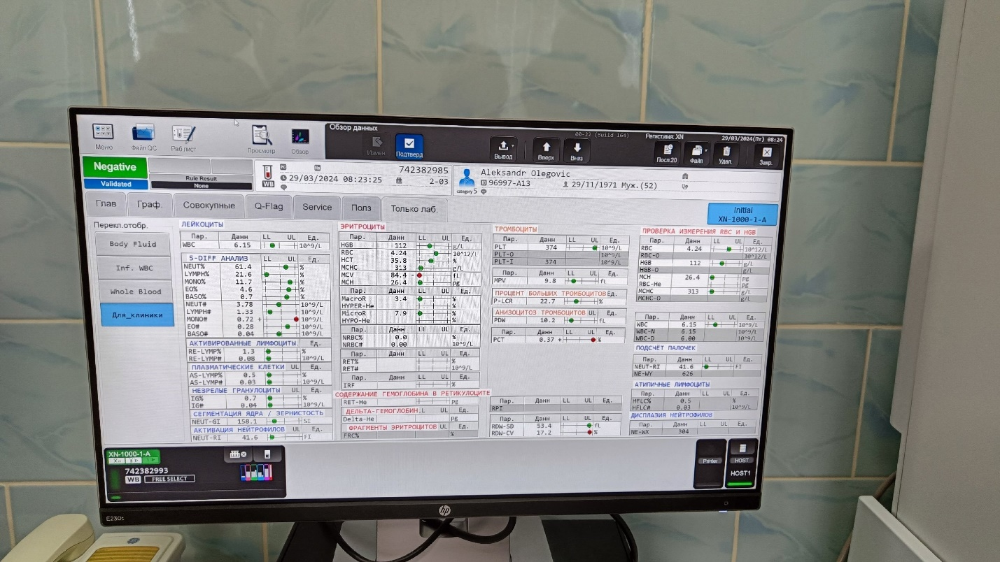 Обзор данных
00-22 (Build 164)
Регистимя: XN
29/03/2024(Пт) 08:24
Меню
Файл QC
Раб.лист
Просмотр
Обзор
Измен
Подтверд
Вывод
Вверх
Вниз
Посл.20
Файл
Удал.
Закр.
Negative
Validated
Rule Result
None
WB
742382985
29/03/2024 08:23:25
2-03
Aleksandr Olegovic
category 5
96997-A13
29/11/1971 Муж.(52)
Глав
Граф.
Совокупные
Q-Flag
Service
Полз
Только лаб.
Initial
XN-1000-1-A
Перекл.отобр.
Body Fluid
Inf. WBC
Whole Blood
Для_клиники
ЛЕЙКОЦИТЫ
Пар. Данн LL UL Ед.
WBC 6.15 10^9/L
5-DIFF АНАЛИЗ LL UL Ед.
NEUT% 61.4 %
LYMPH% 21.6 %
MONO% 11.7 %
EO% 4.6 %
BASO% 0.7 %
NEUT# 3.78 10^9/L
LYMPH# 1.33 10^9/L
MONO# 0.72 + 10^9/L
EO# 0.28 10^9/L
BASO# 0.04 10^9/L
АКТИВИРОВАННЫЕ ЛИМФОЦИТЫ. Ед.
RE-LYMP% 1.3 %
RE-LYMP# 0.08 10^9/L
ПЛАЗМАТИЧЕСКИЕ КЛЕТКИ UL Ед.
AS-LYMP% 0.5 %
AS-LYMP# 0.03 10^9/L
НЕЗРЕЛЫЕ ГРАНУЛОЦИТЫ UL Ед.
IG% 0.7 %
IG# 0.04 10^9/L
СЕГМЕНТАЦИЯ ЯДРА / ЗЕРНИСТОСТЬ
NEUT-GI 158.1 SI
АКТИВАЦИЯ НЕЙТРОФИЛОВ UL Ед.
NEUT-RI 41.6 FI
ЭРИТРОЦИТЫ
Пар. Данн LL UL Ед.
HGB 112 g/L
RBC 4.24 10^12/L
HCT 35.8 %
MCHC 313 g/L
MCV 84.4 - fL
MCH 26.4 pg
Пар. Данн LL UL Ед.
MacroR 3.4 %
HYPER-He %
MicroR 7.9 %
HYPO-He %
Пар. Данн LL UL Ед.
NRBC% 0.0 %
NRBC# 0.00 10^9/L
Пар. Данн LL UL Ед.
RET% %
RET# 10^9/L
Пар. Данн LL UL Ед.
IRF %
СОДЕРЖАНИЕ ГЕМОГЛОБИНА В РЕТИКУЛОЦИТЕ
RET-He pg
ДЕЛЬТА-ГЕМОГЛОБИН.L UL Ед.
Delta-He pg
ФРАГМЕНТЫ ЭРИТРОЦИТОВ UL Ед.
FRC% %
ТРОМБОЦИТЫ
Пар. Данн LL UL Ед.
PLT 374 10^9/L
PLT-O 10^9/L
PLT-I 374 10^9/L
Пар. Данн LL UL Ед.
MPV 9.8 fL
ПРОЦЕНТ БОЛЬШИХ ТРОМБОЦИТОВ Ед.
P-LCR 22.7 %
АНИЗОЦИТОЗ ТРОМБОЦИТОВ UL Ед.
PDW 10.2 fL
Пар. Данн LL UL Ед.
PCT 0.37 + %
Пар. Данн LL UL Ед.
RPI
Пар. Данн LL UL Ед.
RDW-SD 53.4 fL
RDW-CV 17.2 %
ПРОВЕРКА ИЗМЕРЕНИЯ RBC И HGB
Пар. Данн LL UL Ед.
RBC 4.24 10^12/L
RBC-O 10^12/L
HGB 112 g/L
HGB-O g/L
MCH 26.4 pg
RBC-He pg
MCHC 313 g/L
MCHC-O g/L
Пар. Данн LL UL Ед.
WBC 6.15 10^9/L
WBC-N 6.15 10^9/L
WBC-D 6.00 10^9/L
ПОДСЧЁТ ПАЛОЧЕК
Пар. Данн LL UL Ед.
NEUT-RI 41.6 FI
NE-WY 626
АТИПИЧНЫЕ ЛИМФОЦИТЫ
Пар. Данн LL UL Ед.
HFLC% 0.5 %
HFLC# 0.03 10^9/L
ДИСПЛАЗИЯ НЕЙТРОФИЛОВ
Пар. Данн LL UL Ед.
NE-WX 304
XN-1000-1-A
742382993
WB FREE SELECT
Printer
HOST
HOST1
hp
E230t